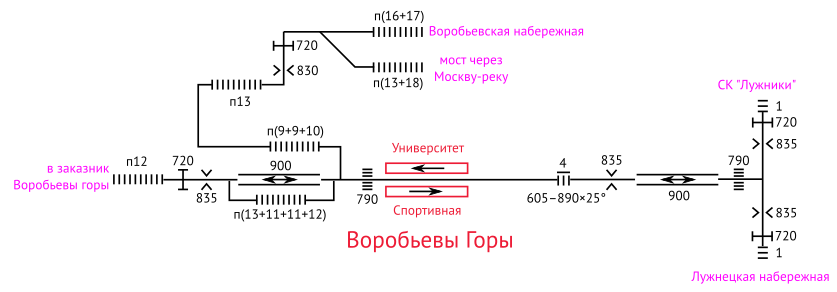 п(16+17)
Воробьевская набережная
720
830
мост через
Москву-реку
п(13+18)
п13
СК "Лужники"
1
720
835
п(9+9+10)
Университет
п12
720
в заказник
Воробьевы горы
900
835
п(13+11+11+12)
790
Спортивная
4
605–890×25°
835
900
790
Воробьевы Горы
835
720
1
Лужнецкая набережная